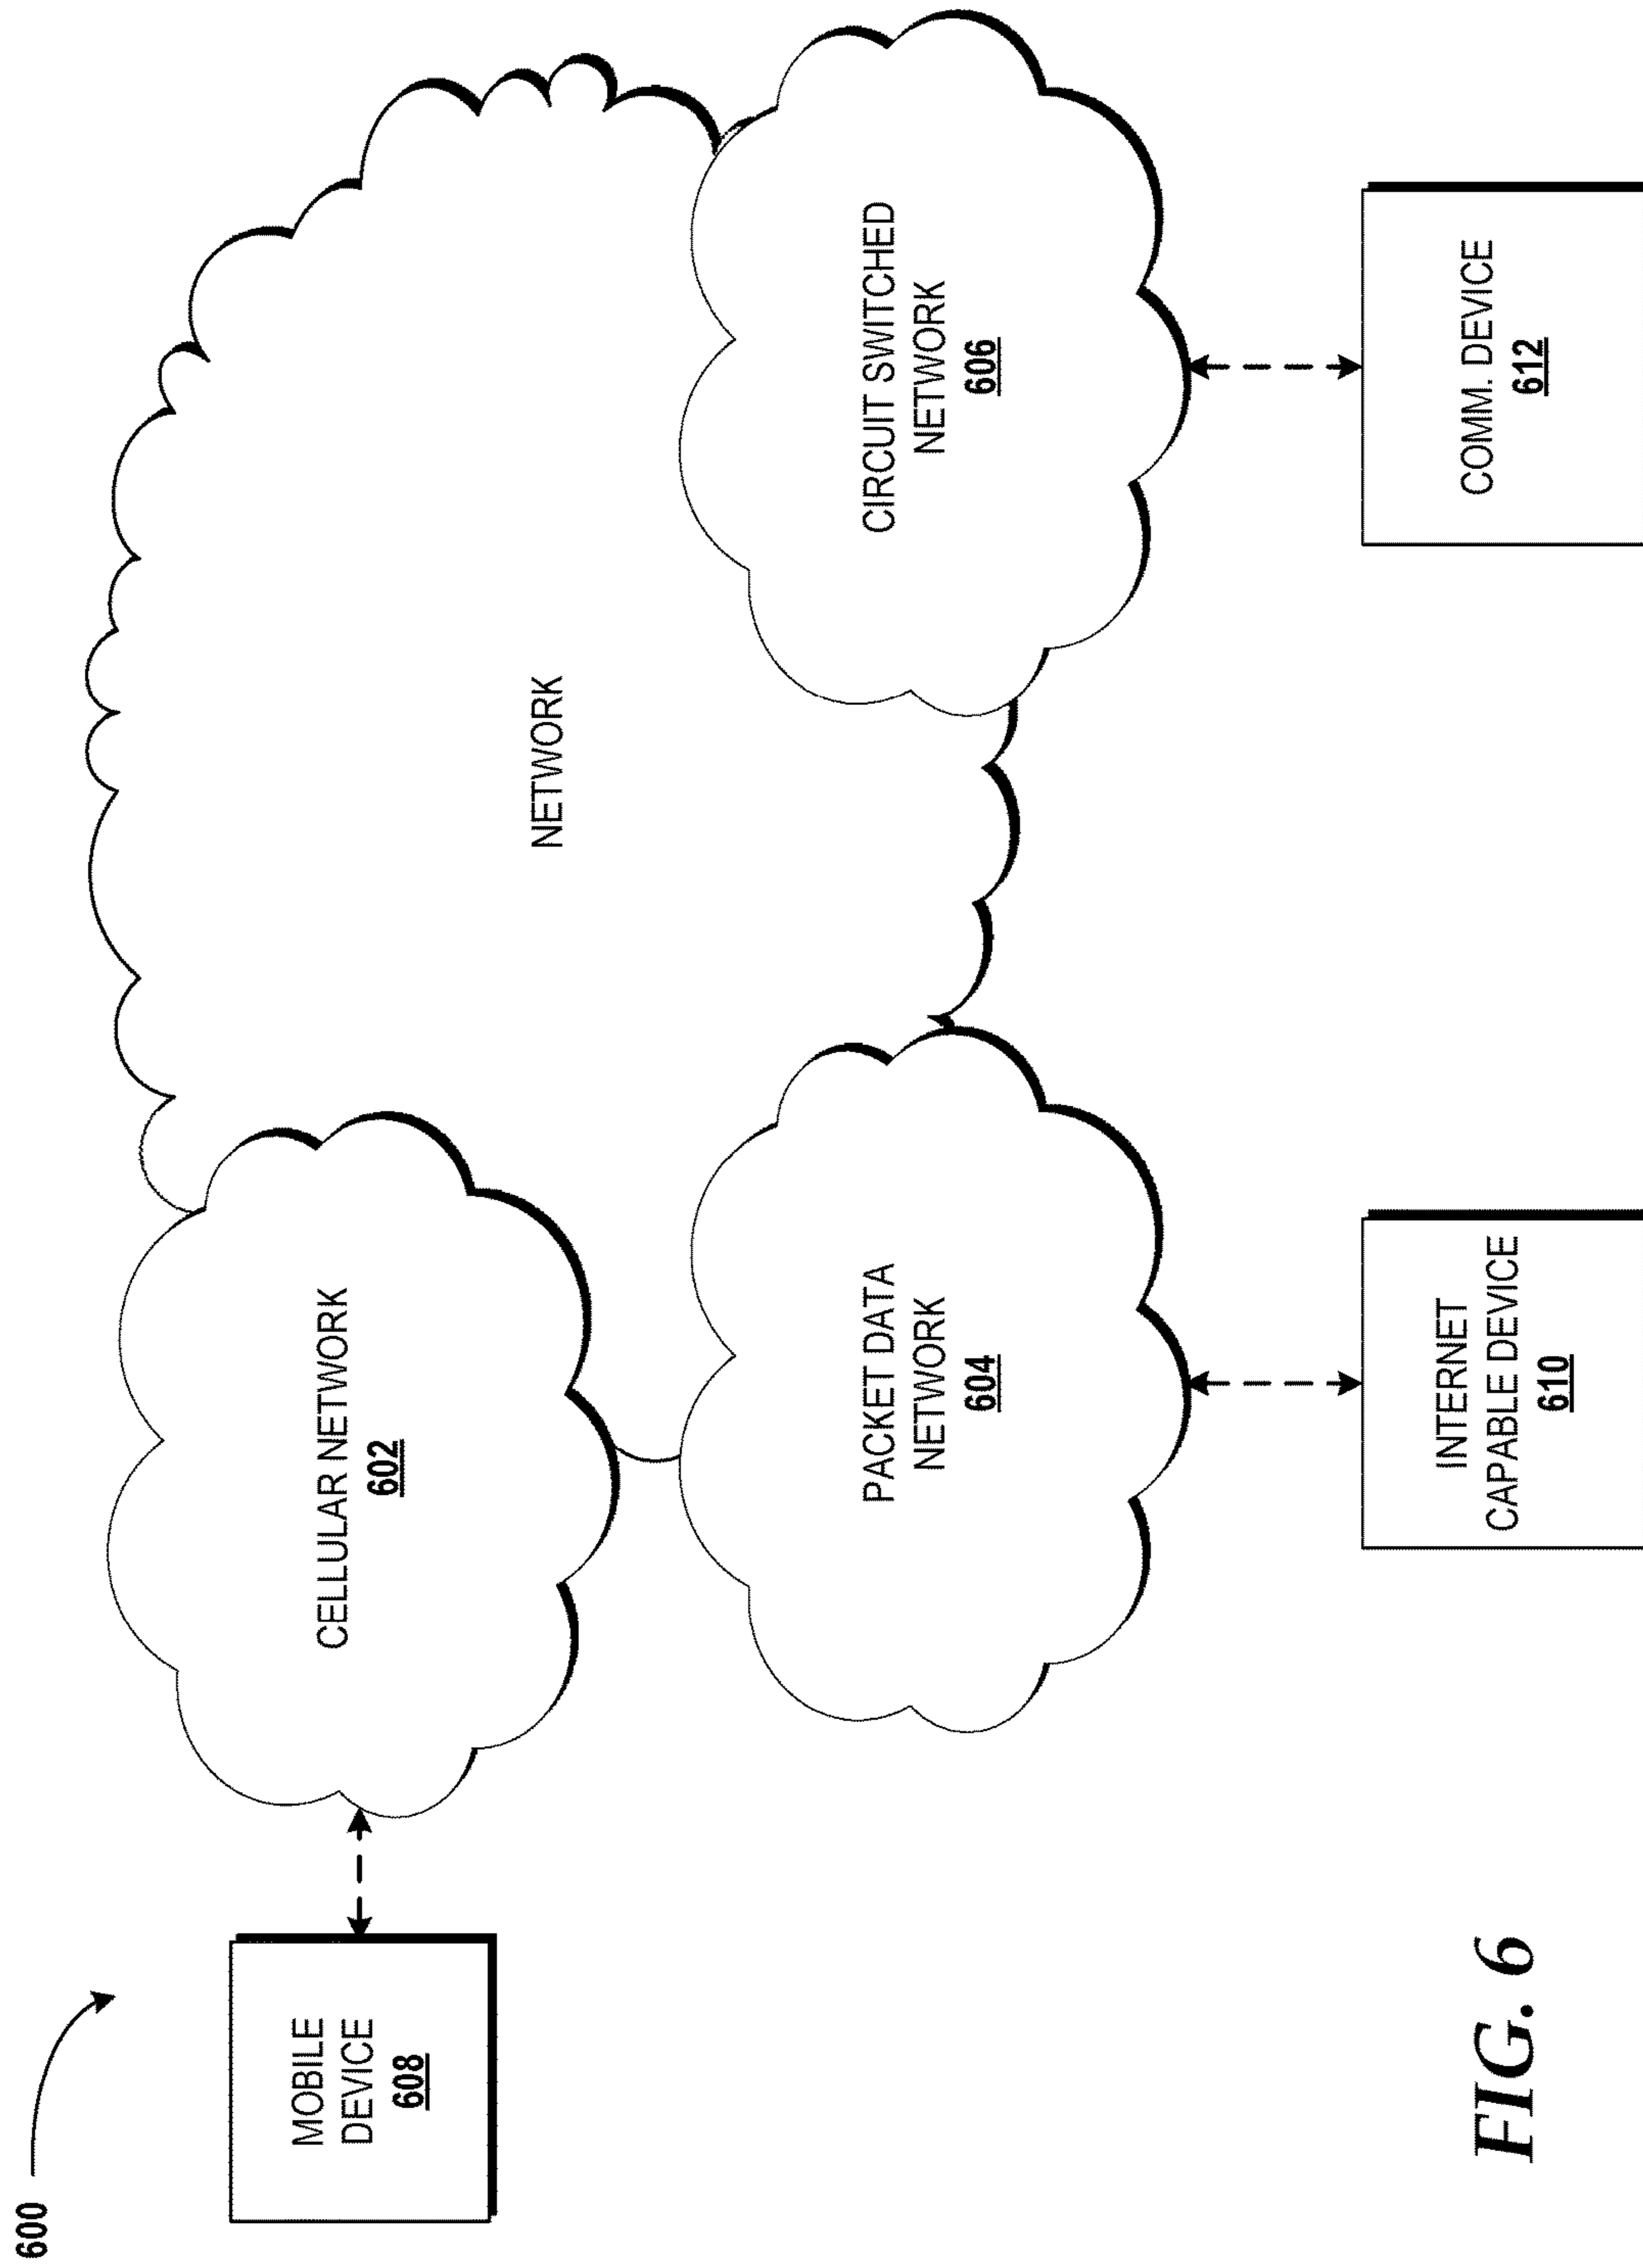 600
MOBILE
DEVICE
608
CELLULAR NETWORK
602
NETWORK
PACKET DATA
NETWORK
604
CIRCUIT SWITCHED
NETWORK
606
INTERNET
CAPABLE DEVICE
610
COMM. DEVICE
612
FIG. 6